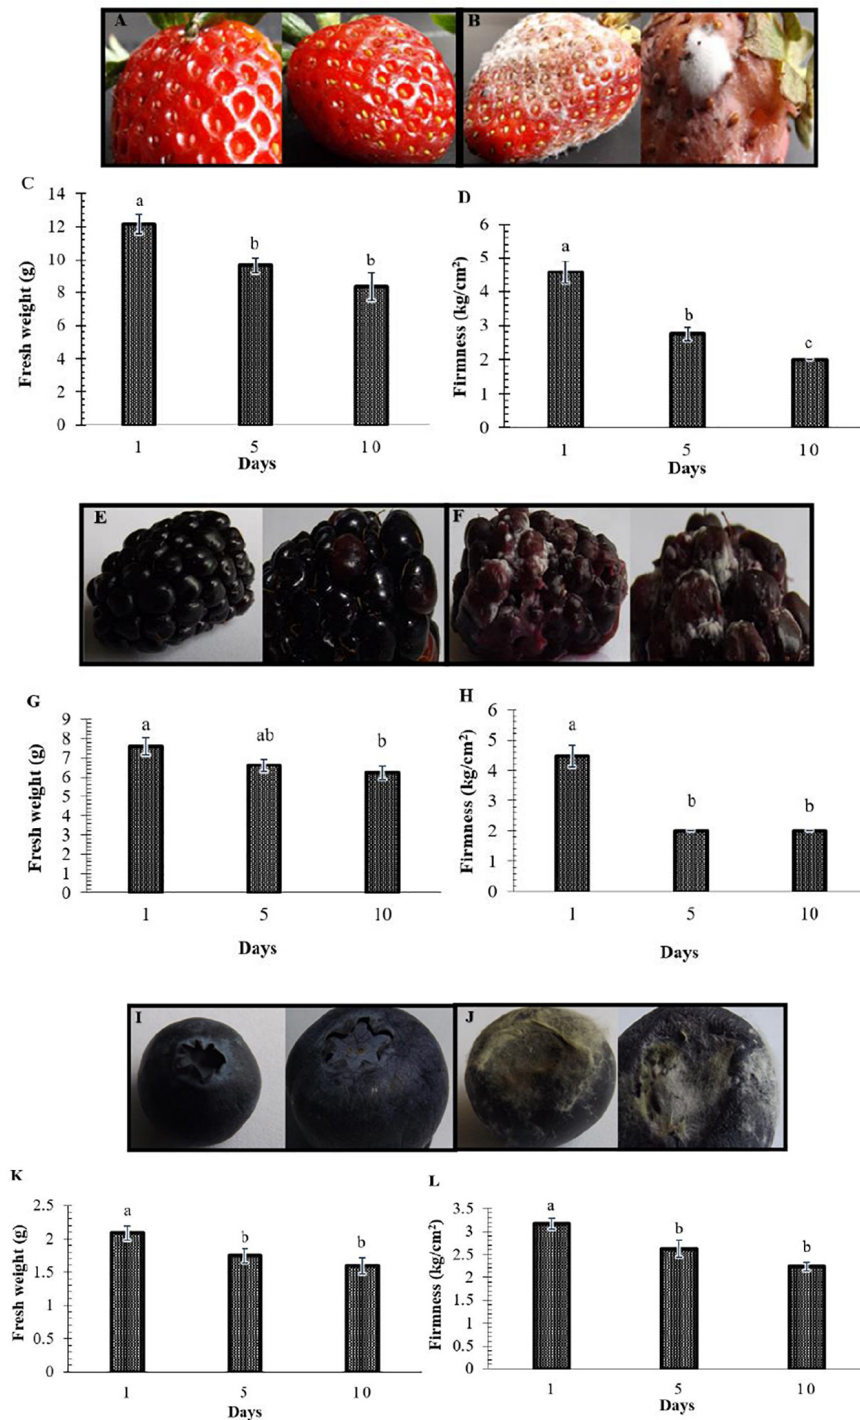 A B
C D
14
12
10
8
6
4
2
0
Fresh weight (g)
a b b
1 5 10
Days
6
5
4
3
2
1
0
Firmness (kg/cm²)
a b c
1 5 10
Days
E F
G H
9
8
7
6
5
4
3
2
1
0
Fresh weight (g)
a ab b
1 5 10
Days
6
5
4
3
2
1
0
Firmness (kg/cm²)
a b b
1 5 10
Days
I J
K L
2.5
2
1.5
1
0.5
0
Fresh weight (g)
a b b
1 5 10
Days
3.5
3
2.5
2
1.5
1
0.5
0
Firmness (kg/cm²)
a b b
1 5 10
Days